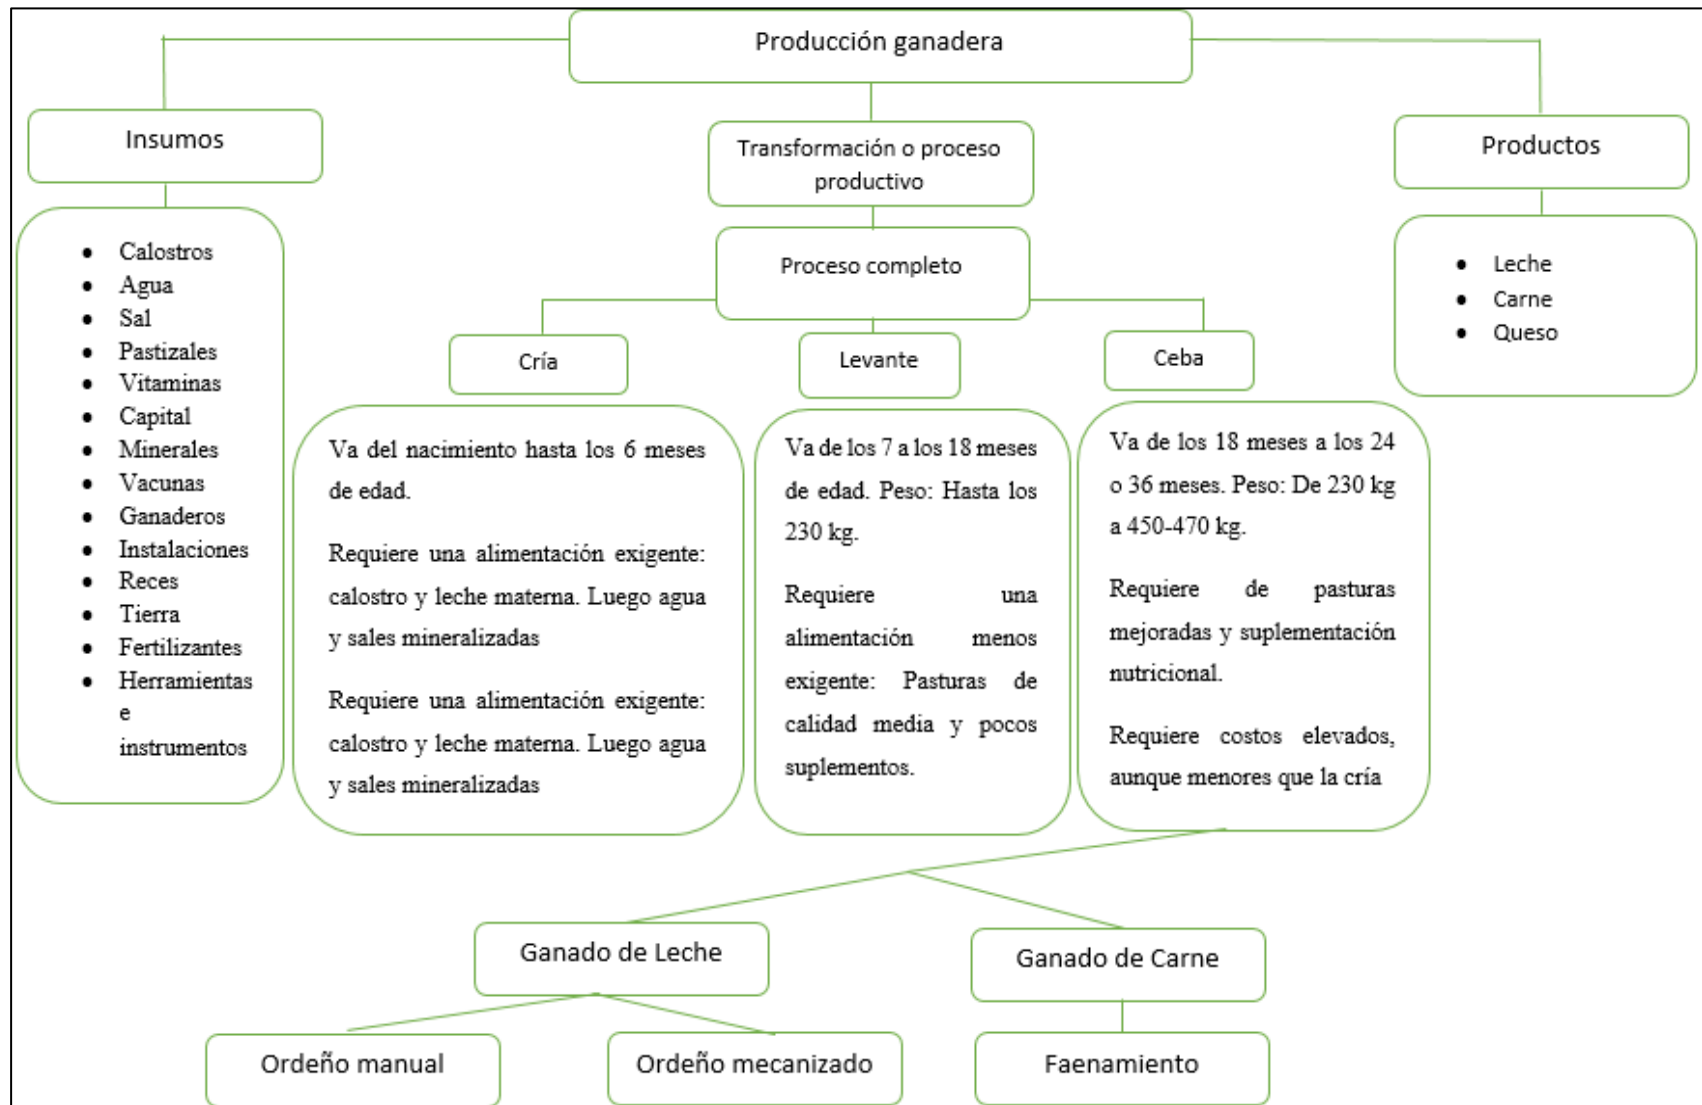 Producción ganadera
Insumos
Transformación o proceso
productivo
Productos
• Calostros
• Agua
• Sal
• Pastizales
• Vitaminas
• Capital
• Minerales
• Vacunas
• Ganaderos
• Instalaciones
• Reces
• Tierra
• Fertilizantes
• Herramientas
e
instrumentos
Proceso completo
• Leche
• Carne
• Queso
Cría
Levante
Ceba
Va del nacimiento hasta los 6 meses
de edad.
Requiere una alimentación exigente:
calostro y leche materna. Luego agua
y sales mineralizadas
Requiere una alimentación exigente:
calostro y leche materna. Luego agua
y sales mineralizadas
Va de los 7 a los 18 meses
de edad. Peso: Hasta los
230 kg.
Requiere una
alimentación menos
exigente: Pasturas de
calidad media y pocos
suplementos.
Va de los 18 meses a los 24
o 36 meses. Peso: De 230 kg
a 450-470 kg.
Requiere de pasturas
mejoradas y suplementación
nutricional.
Requiere costos elevados,
aunque menores que la cría
Ganado de Leche
Ganado de Carne
Ordeño manual
Ordeño mecanizado
Faenamiento